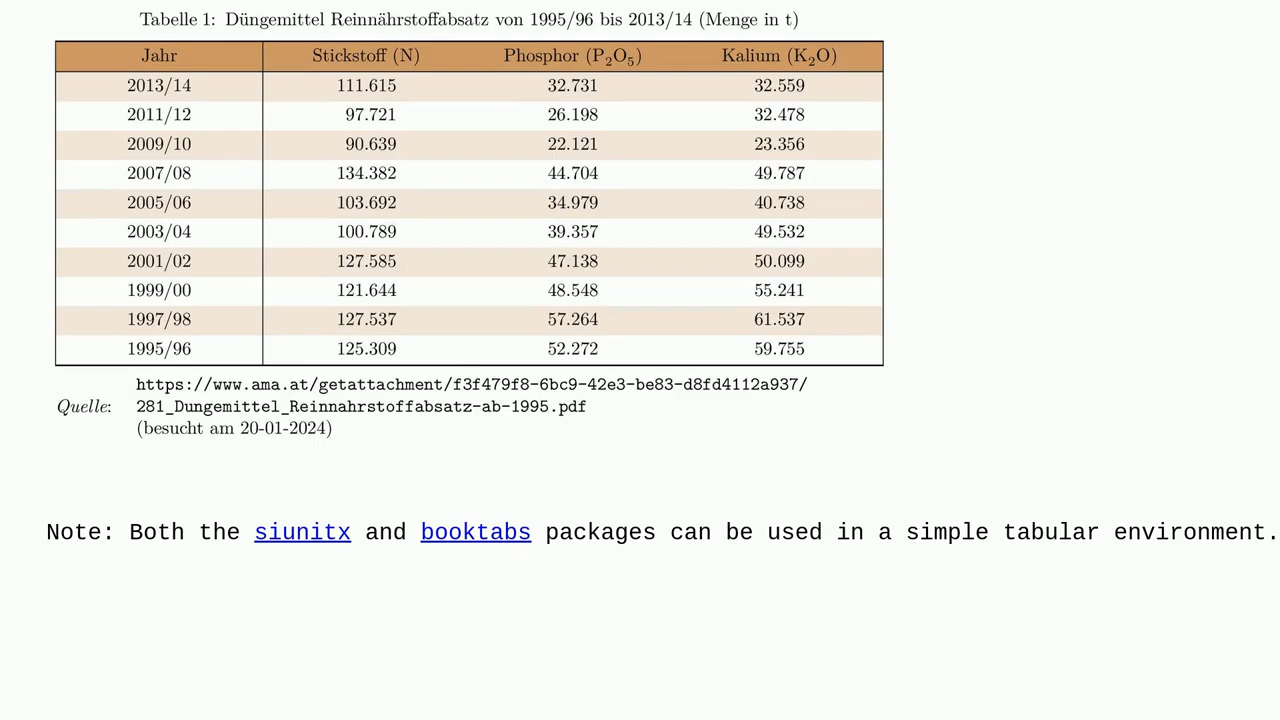 Tabelle 1: Düngemittel Reinnährstoffabsatz von 1995/96 bis 2013/14 (Menge in t)
Jahr Stickstoff (N) Phosphor (P₂O₅) Kalium (K₂O)
2013/14 111.615 32.731 32.559
2011/12 97.721 26.198 32.478
2009/10 90.639 22.121 23.356
2007/08 134.382 44.704 49.787
2005/06 103.692 34.979 40.738
2003/04 100.789 39.357 49.532
2001/02 127.585 47.138 50.099
1999/00 121.644 48.548 55.241
1997/98 127.537 57.264 61.537
1995/96 125.309 52.272 59.755
https://www.ama.at/getattachment/f3f479f8-6bc9-42e3-be83-d8fd4112a937/
Quelle: 281_Dungemittel_Reinnahrstoffabsatz-ab-1995.pdf
(besucht am 20-01-2024)
Note: Both the siunitx and booktabs packages can be used in a simple tabular environment.